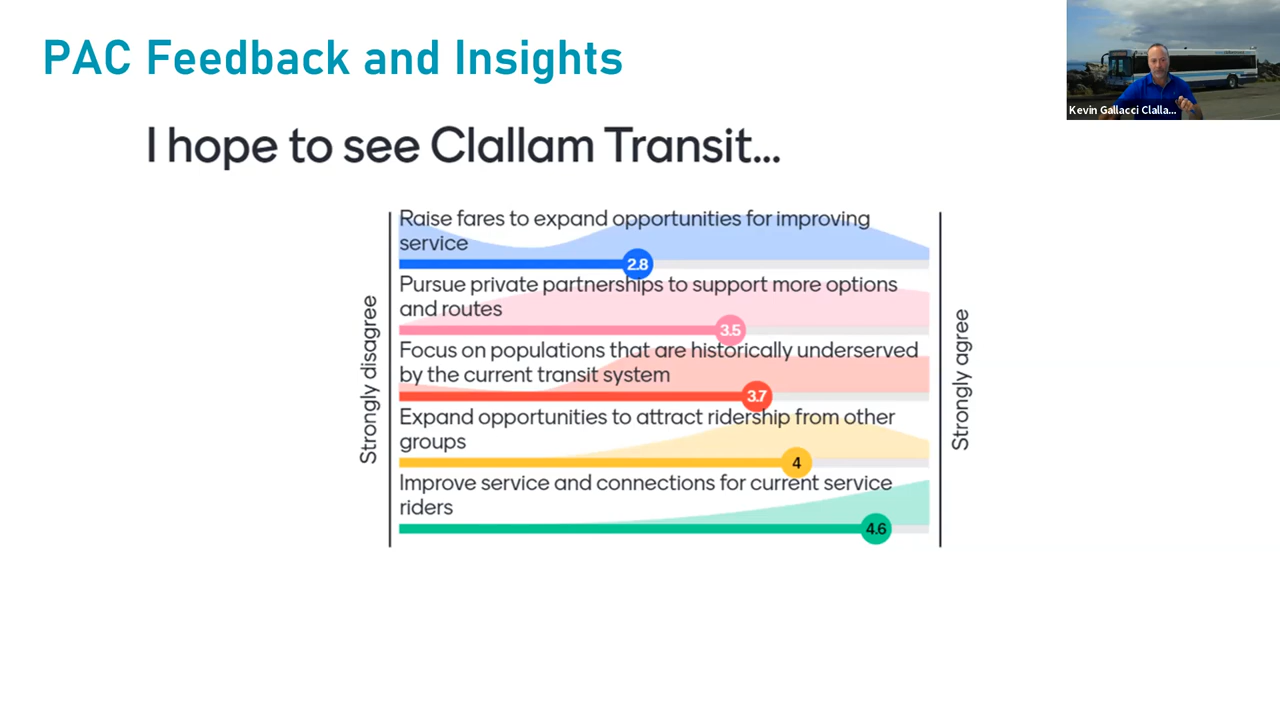 PAC Feedback and Insights
Kevin Gallacci Clalla...
I hope to see Clallam Transit...
Strongly disagree
Raise fares to expand opportunities for improving
service
2.8
Pursue private partnerships to support more options
and routes
3.5
Focus on populations that are historically underserved
by the current transit system
3.7
Expand opportunities to attract ridership from other
groups
4
Improve service and connections for current service
riders
4.6
Strongly agree